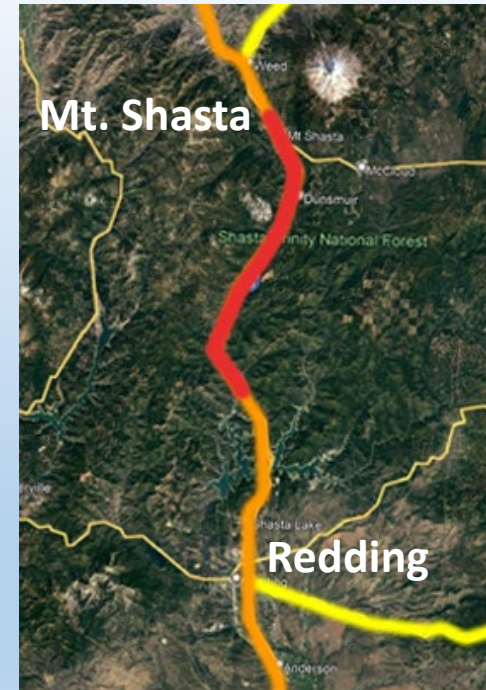 Weed
Mt. Shasta
Mt Shasta
McCloud
Dunsmuir
Shasta Trinity National Forest
Shasta Lake
Redding
Anderson